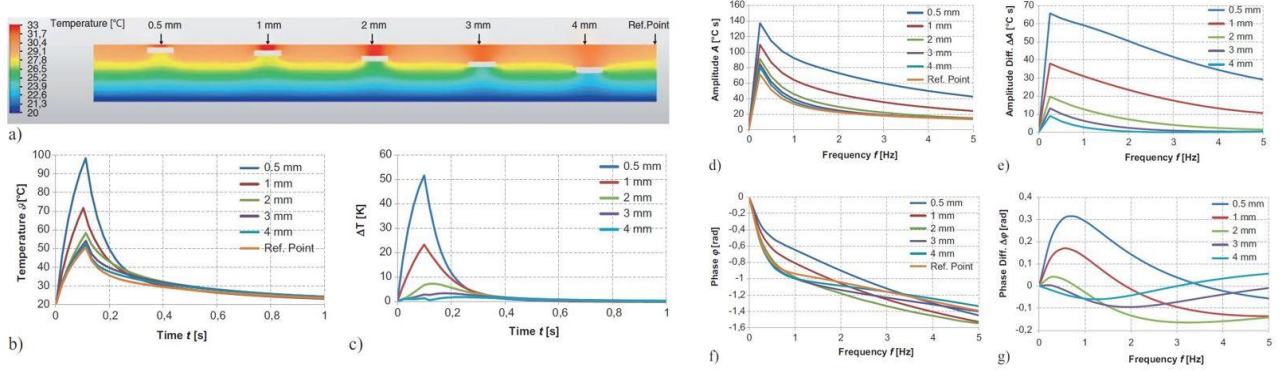 Temperature [°C]
0.5 mm
1 mm
2 mm
3 mm
4 mm
Ref.Point
33
31,7
30,4
29,1
27,8
26,5
25,2
23,9
22,6
21,3
20
a)
Temperature ϑ[°C]
100
90
80
70
60
50
40
30
20
0
0,2
0,4
0,6
0,8
1
Time t [s]
0.5 mm
1 mm
2 mm
3 mm
4 mm
Ref. Point
b)
ΔT [K]
60
50
40
30
20
10
0
-10
0
0,2
0,4
0,6
0,8
1
Time t [s]
0.5 mm
1 mm
2 mm
3 mm
4 mm
c)
Amplitude A [°C s]
160
140
120
100
80
60
40
20
0
0
1
2
3
4
5
Frequency f [Hz]
0.5 mm
1 mm
2 mm
3 mm
4 mm
Ref. Point
d)
Amplitude Diff. ΔA [°C s]
70
60
50
40
30
20
10
0
0
1
2
3
4
5
Frequency f [Hz]
0.5 mm
1 mm
2 mm
3 mm
4 mm
e)
Phase φ [rad]
0
-0,2
-0,4
-0,6
-0,8
-1
-1,2
-1,4
-1,6
0
1
2
3
4
5
Frequency f [Hz]
0.5 mm
1 mm
2 mm
3 mm
4 mm
Ref. Point
f)
Phase Diff. Δφ [rad]
0,4
0,3
0,2
0,1
0
-0,1
-0,2
0
1
2
3
4
5
Frequency f [Hz]
0.5 mm
1 mm
2 mm
3 mm
4 mm
g)